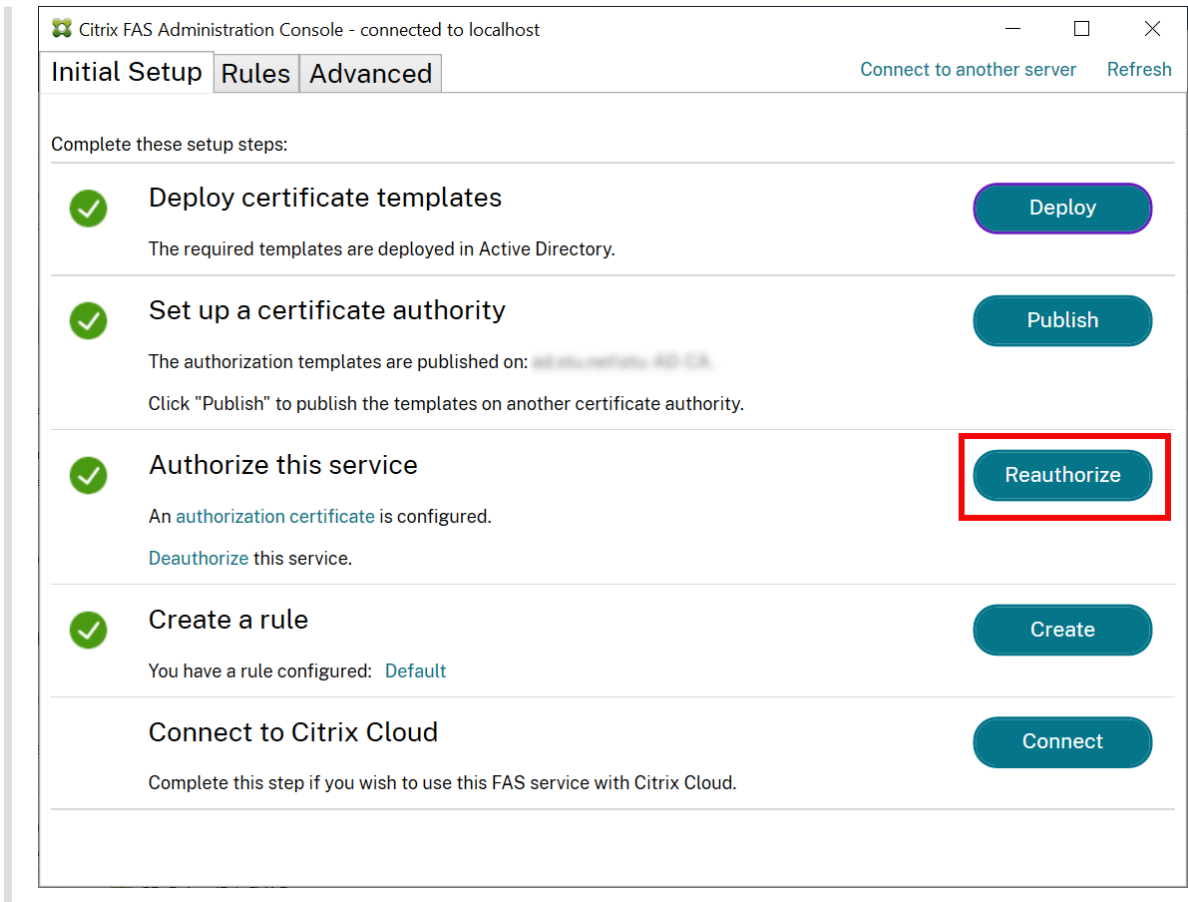 Citrix FAS Administration Console - connected to localhost
Initial Setup Rules Advanced Connect to another server Refresh
Complete these setup steps:
Deploy certificate templates
Deploy
The required templates are deployed in Active Directory.
Set up a certificate authority
Publish
The authorization templates are published on:
Click "Publish" to publish the templates on another certificate authority.
Authorize this service
Reauthorize
An authorization certificate is configured.
Deauthorize this service.
Create a rule
Create
You have a rule configured: Default
Connect to Citrix Cloud
Connect
Complete this step if you wish to use this FAS service with Citrix Cloud.